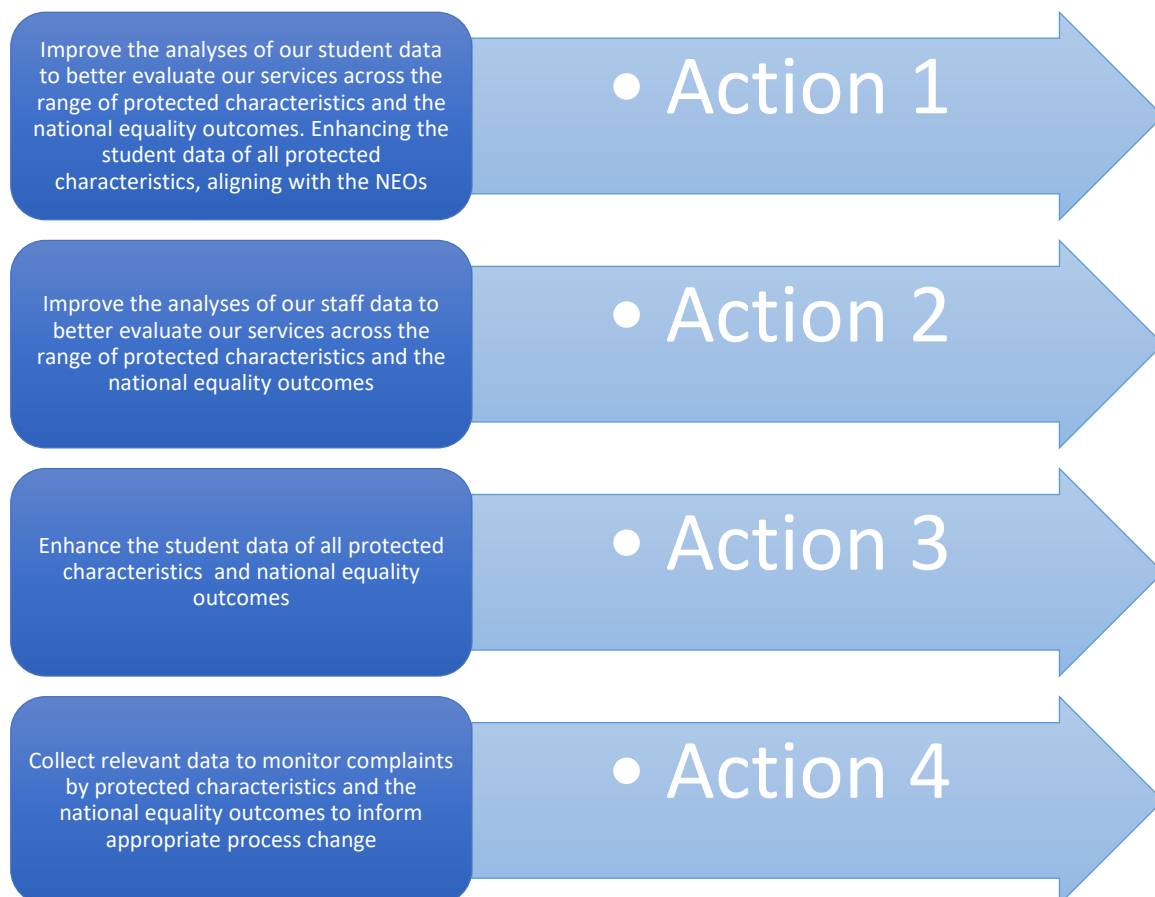 Improve the analyses of our student data
to better evaluate our services across the
range of protected characteristics and the
national equality outcomes. Enhancing the
student data of all protected
characteristics, aligning with the NEOs
• Action 1
Improve the analyses of our staff data to
better evaluate our services across the
range of protected characteristics and the
national equality outcomes
• Action 2
Enhance the student data of all protected
characteristics  and national equality
outcomes
• Action 3
Collect relevant data to monitor complaints
by protected characteristics and the
national equality outcomes to inform
appropriate process change
• Action 4